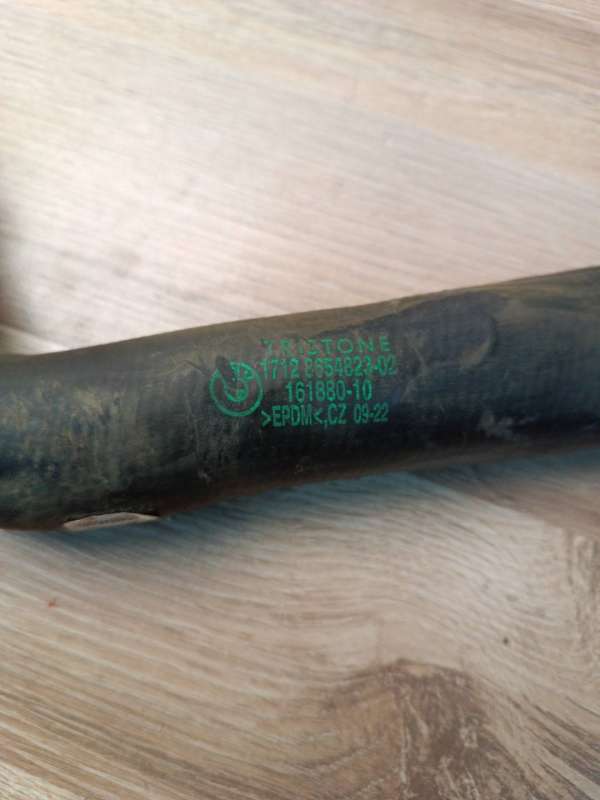 TRISTONE
1712 8654823-02
161880-10
>EPDM<,CZ 09-22